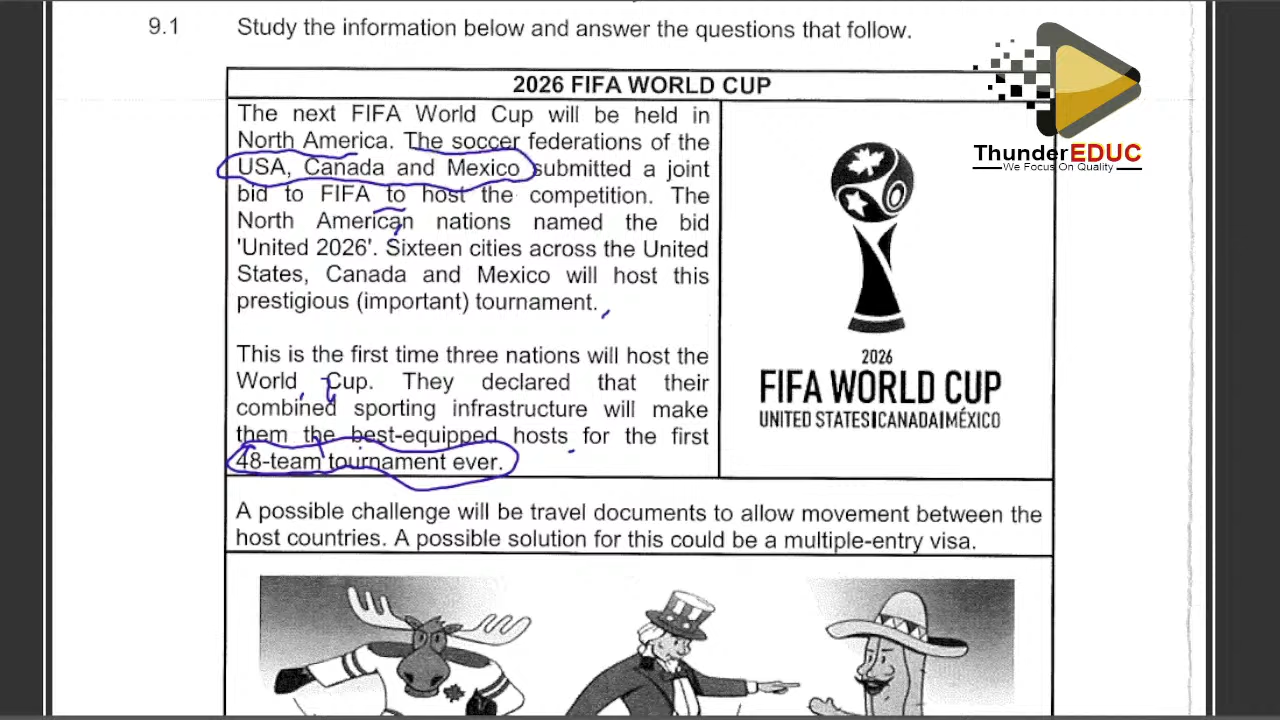 9.1 Study the information below and answer the questions that follow.
ThunderEDUC
We Focus On Quality
2026 FIFA WORLD CUP
The next FIFA World Cup will be held in
North America. The soccer federations of the
USA, Canada and Mexico submitted a joint
bid to FIFA to host the competition. The
North American nations named the bid
'United 2026'. Sixteen cities across the United
States, Canada and Mexico will host this
prestigious (important) tournament.
This is the first time three nations will host the
World Cup. They declared that their
combined sporting infrastructure will make
them the best-equipped hosts for the first
48-team tournament ever.
2026
FIFA WORLD CUP
UNITED STATES|CANADA|MÉXICO
A possible challenge will be travel documents to allow movement between the
host countries. A possible solution for this could be a multiple-entry visa.